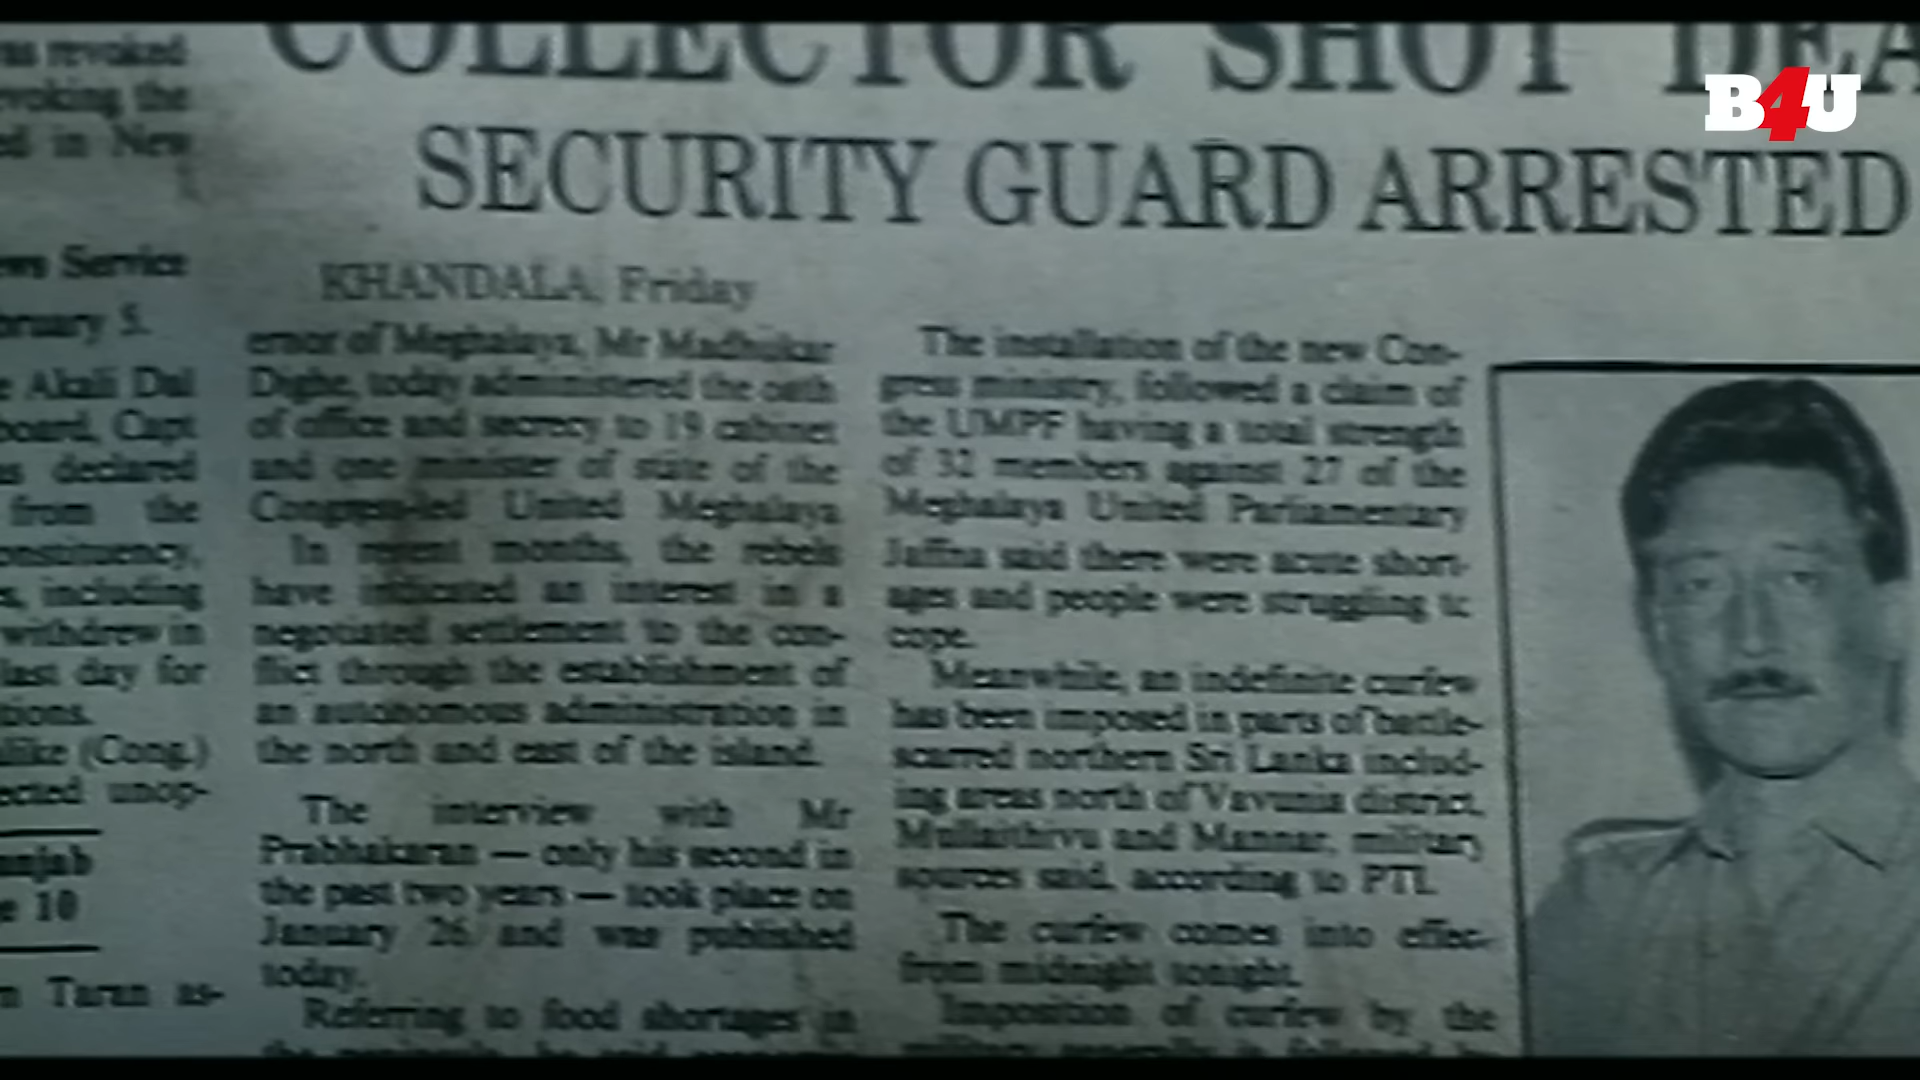 COLLECTOR SHOT DEA
B4U
SECURITY GUARD ARRESTED
as revoked
voking the
ed in New
ews Service
bruary 5.
e Akali Dal
board, Capt
as declared
from the
onstituency,
s, including
withdrew in
last day for
tions.
alike (Cong.)
ected unop-
unjab
e 10
n Taran as-
KHANDALA, Friday
ernor of Meghalaya, Mr Madhukar
Dighe, today administered the oath
of office and secrecy to 19 cabinet
and one minister of state of the
Congress-led United Meghalaya
In recent months, the rebels
have indicated an interest in a
negotiated settlement to the con-
flict through the establishment of
an autonomous administration in
the north and east of the island.
The interview with Mr
Prabhakaran — only his second in
the past two years — took place on
January 26 and was published
today.
Referring to food shortages in
The installation of the new Con-
gress ministry, followed a claim of
the UMPF having a total strength
of 32 members against 27 of the
Meghalaya United Parliamentary
Jaffna said there were acute short-
ages and people were struggling to
cope.
Meanwhile, an indefinite curfew
has been imposed in parts of battle-
scarred northern Sri Lanka includ-
ing areas north of Vavunia district,
Mullaithivu and Mannar, military
sources said, according to PTI.
The curfew comes into effec-
from midnight tonight.
Imposition of curfew by the